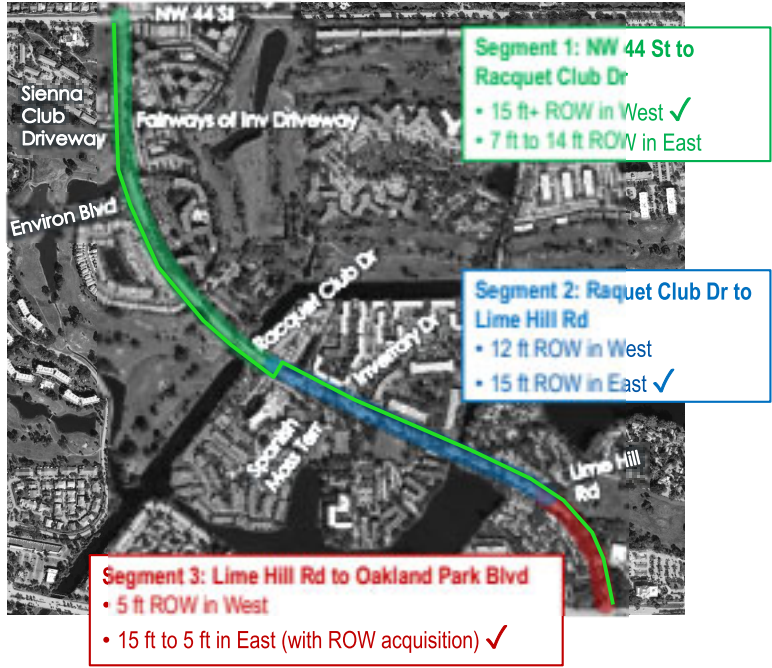 NW 44 St
Segment 1: NW 44 St to
Racquet Club Dr
• 15 ft+ ROW in West ✓
• 7 ft to 14 ft ROW in East
Sienna
Club
Driveway
Fairways of Inv Driveway
Environ Blvd
Racquet Club Dr
Segment 2: Raquet Club Dr to
Lime Hill Rd
• 12 ft ROW in West
• 15 ft ROW in East ✓
Inverrary Dr
Spanish
Moss Terr
Lime Hill
Rd
Segment 3: Lime Hill Rd to Oakland Park Blvd
• 5 ft ROW in West
• 15 ft to 5 ft in East (with ROW acquisition) ✓